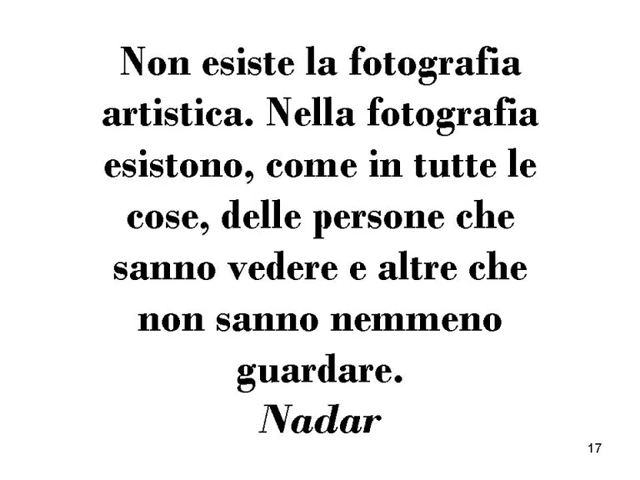 Non esiste la fotografia
artistica. Nella fotografia
esistono, come in tutte le
cose, delle persone che
sanno vedere e altre che
non sanno nemmeno
guardare.
Nadar
17